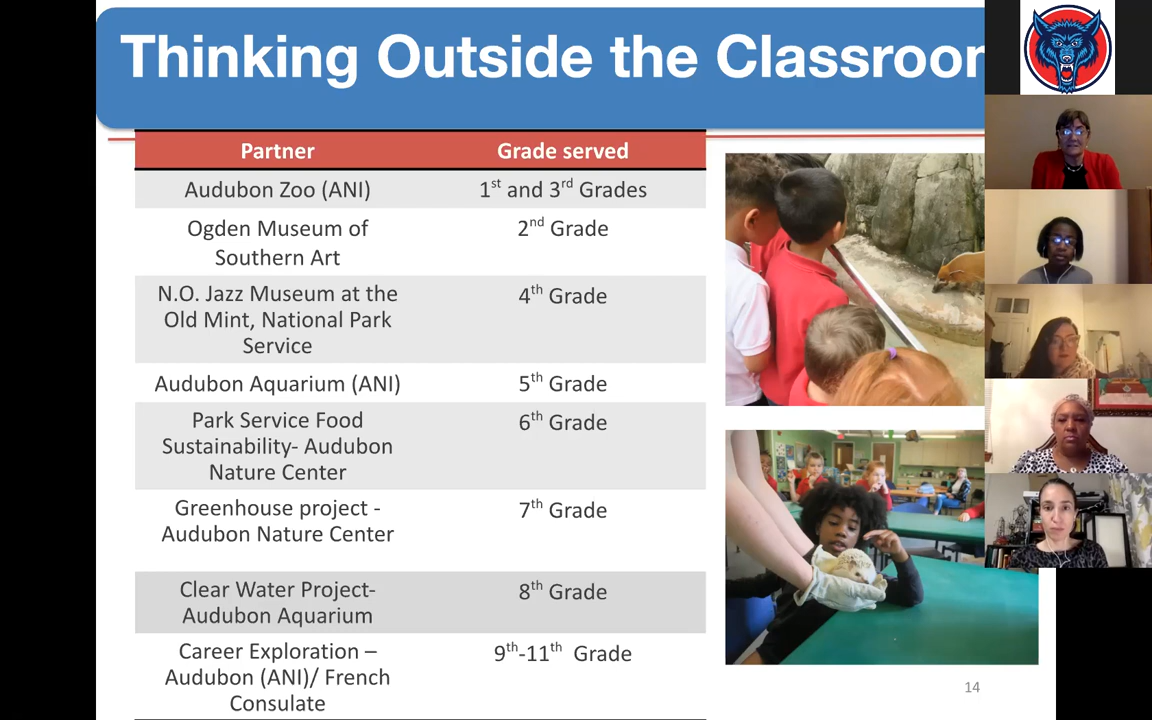 Thinking Outside the Classroom
Partner Grade served
Audubon Zoo (ANI) 1st and 3rd Grades
Ogden Museum of 2nd Grade
Southern Art
N.O. Jazz Museum at the 4th Grade
Old Mint, National Park
Service
Audubon Aquarium (ANI) 5th Grade
Park Service Food 6th Grade
Sustainability- Audubon
Nature Center
Greenhouse project - 7th Grade
Audubon Nature Center
Clear Water Project- 8th Grade
Audubon Aquarium
Career Exploration – 9th-11th Grade
Audubon (ANI)/ French
Consulate
14